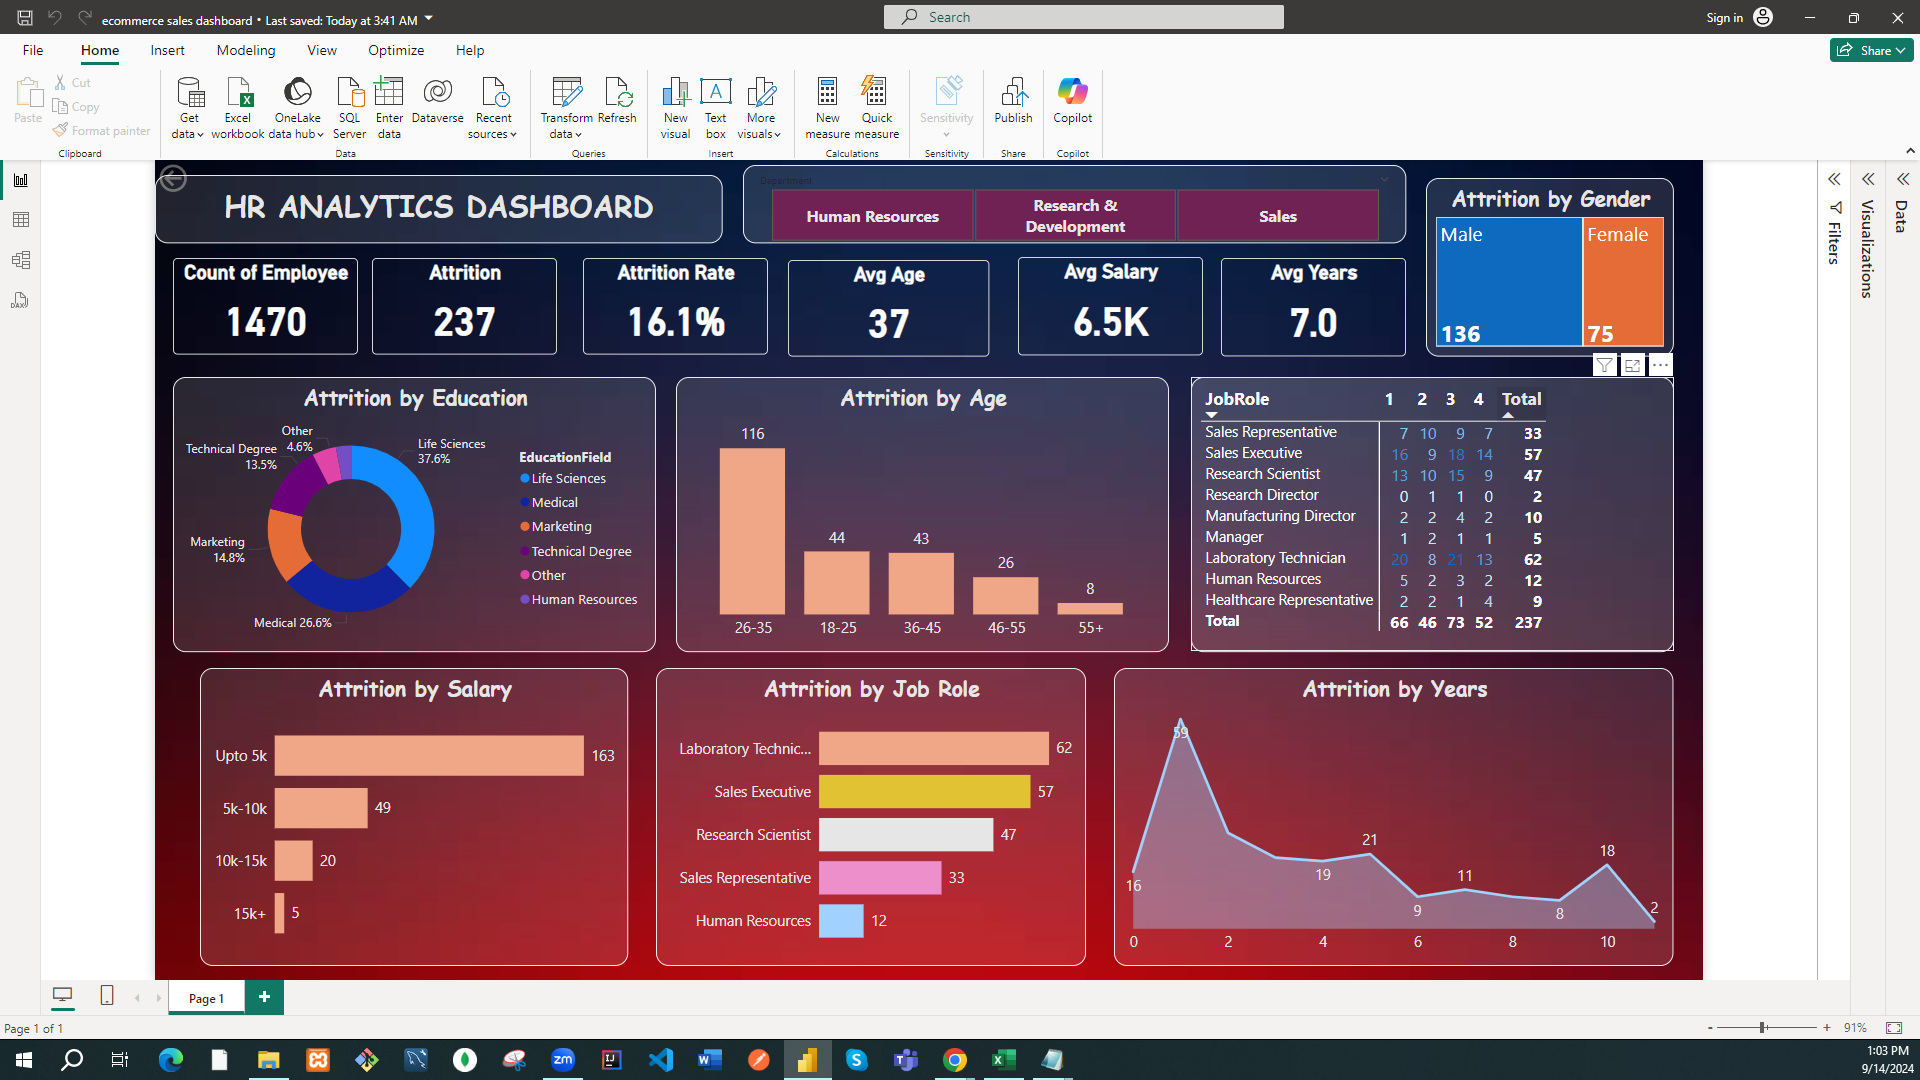 ecommerce sales dashboard • Last saved: Today at 3:41 AM
Search
Sign in
File
Home
Insert
Modeling
View
Optimize
Help
Share
Paste
Cut
Copy
Format painter
Clipboard
Get data
Excel workbook
OneLake data hub
SQL Server
Enter data
Dataverse
Recent sources
Data
Transform data
Refresh
Queries
New visual
Text box
More visuals
Insert
New measure
Quick measure
Calculations
Sensitivity
Sensitivity
Publish
Share
Copilot
Copilot
DAX
HR ANALYTICS DASHBOARD
Department
Human Resources
Research &
Development
Sales
Attrition by Gender
Male
136
Female
75
Filters
Visualizations
Data
Count of Employee
1470
Attrition
237
Attrition Rate
16.1%
Avg Age
37
Avg Salary
6.5K
Avg Years
7.0
Attrition by Education
Other
4.6%
Technical Degree
13.5%
Marketing
14.8%
Medical 26.6%
Life Sciences
37.6%
EducationField
Life Sciences
Medical
Marketing
Technical Degree
Other
Human Resources
Attrition by Age
116
44
43
26
8
26-35
18-25
36-45
46-55
55+
JobRole 1 2 3 4 Total
Sales Representative 7 10 9 7 33
Sales Executive 16 9 18 14 57
Research Scientist 13 10 15 9 47
Research Director 0 1 1 0 2
Manufacturing Director 2 2 4 2 10
Manager 1 2 1 1 5
Laboratory Technician 20 8 21 13 62
Human Resources 5 2 3 2 12
Healthcare Representative 2 2 1 4 9
Total 66 46 73 52 237
Attrition by Salary
Upto 5k 163
5k-10k 49
10k-15k 20
15k+ 5
Attrition by Job Role
Laboratory Technic... 62
Sales Executive 57
Research Scientist 47
Sales Representative 33
Human Resources 12
Attrition by Years
16
59
19
21
9
11
8
18
2
0 2 4 6 8 10
Page 1
+
Page 1 of 1
- + 91%
zm
IJ
W
S
T
X
1:03 PM
9/14/2024